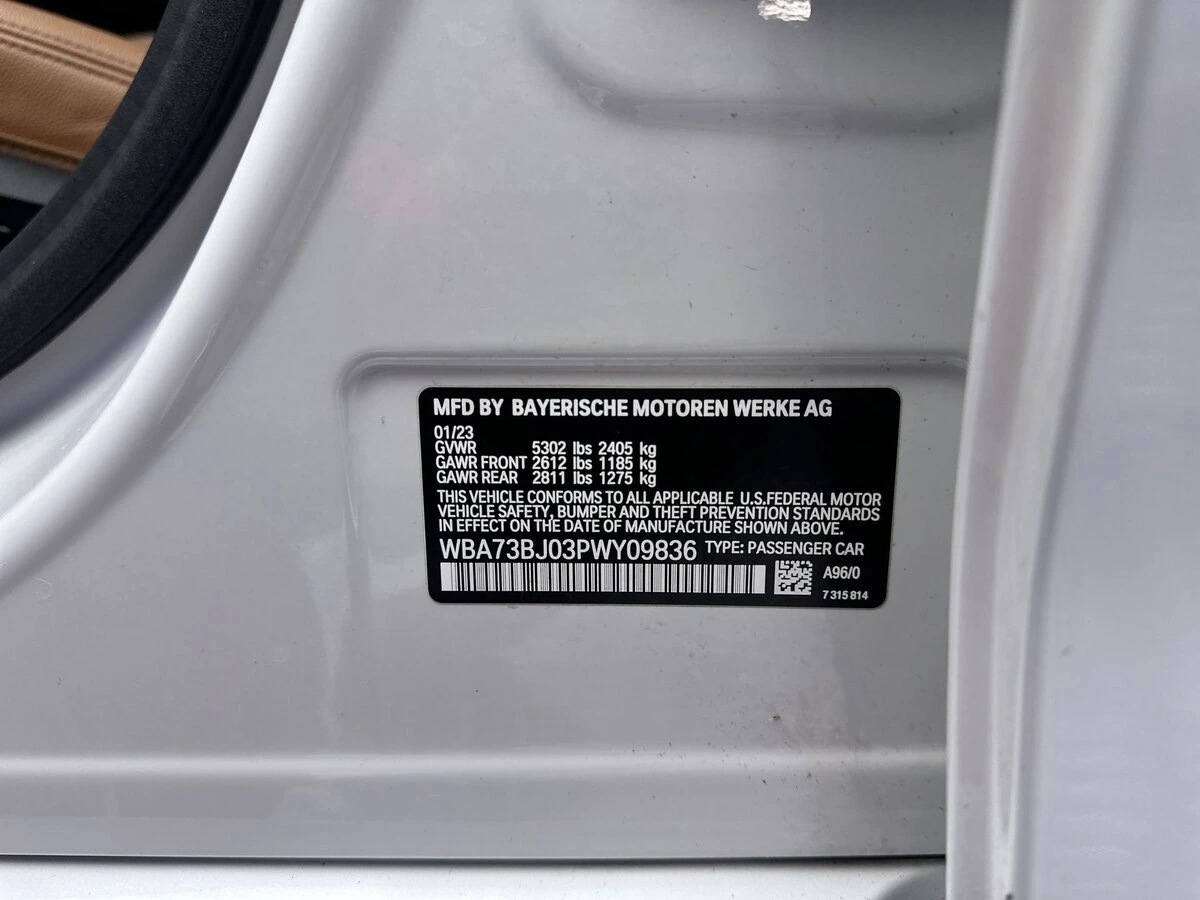 MFD BY BAYERISCHE MOTOREN WERKE AG
01/23
GVWR 5302 lbs 2405 kg
GAWR FRONT 2612 lbs 1185 kg
GAWR REAR 2811 lbs 1275 kg
THIS VEHICLE CONFORMS TO ALL APPLICABLE U.S.FEDERAL MOTOR
VEHICLE SAFETY, BUMPER AND THEFT PREVENTION STANDARDS
IN EFFECT ON THE DATE OF MANUFACTURE SHOWN ABOVE.
WBA73BJ03PWY09836 TYPE: PASSENGER CAR
A96/0
7 315 814